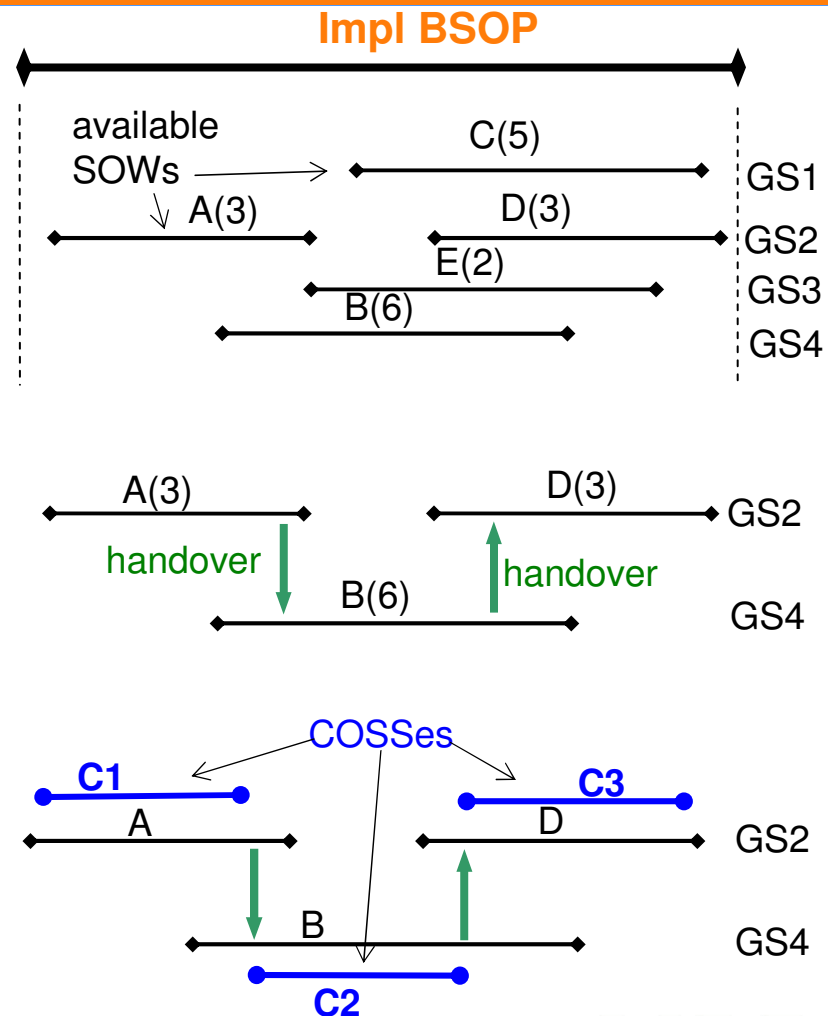 Impl BSOP
available
SOWs
C(5)
GS1
A(3)
D(3)
GS2
E(2)
GS3
B(6)
GS4
A(3)
D(3)
GS2
handover
handover
B(6)
GS4
COSSes
C1
C3
A
D
GS2
B
GS4
C2